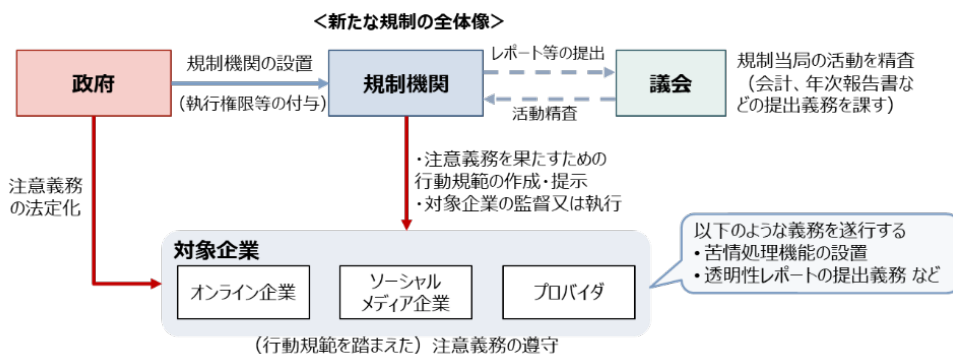 ＜新たな規制の全体像＞
政府
規制機関の設置
(執行権限等の付与)
規制機関
レポート等の提出
活動精査
議会
規制当局の活動を精査
（会計、年次報告書な
どの提出義務を課す）
注意義務
の法定化
・注意義務を果たすための
行動規範の作成・提示
・対象企業の監督又は執行
対象企業
オンライン企業
ソーシャル
メディア企業
プロバイダ
以下のような義務を遂行する
• 苦情処理機能の設置
• 透明性レポートの提出義務 など
（行動規範を踏まえた）注意義務の遵守